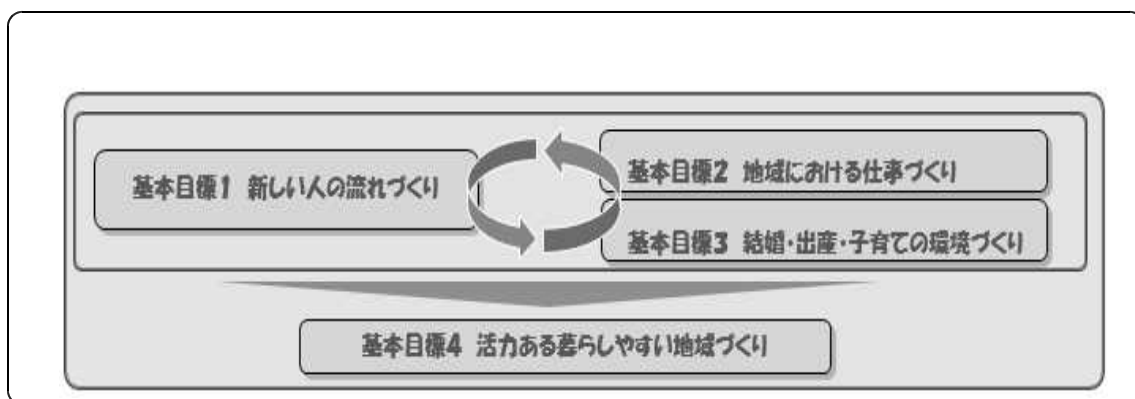 基本目標1 新しい人の流れづくり
基本目標2 地域における仕事づくり
基本目標3 結婚・出産・子育ての環境づくり
基本目標4 活力ある暮らしやすい地域づくり